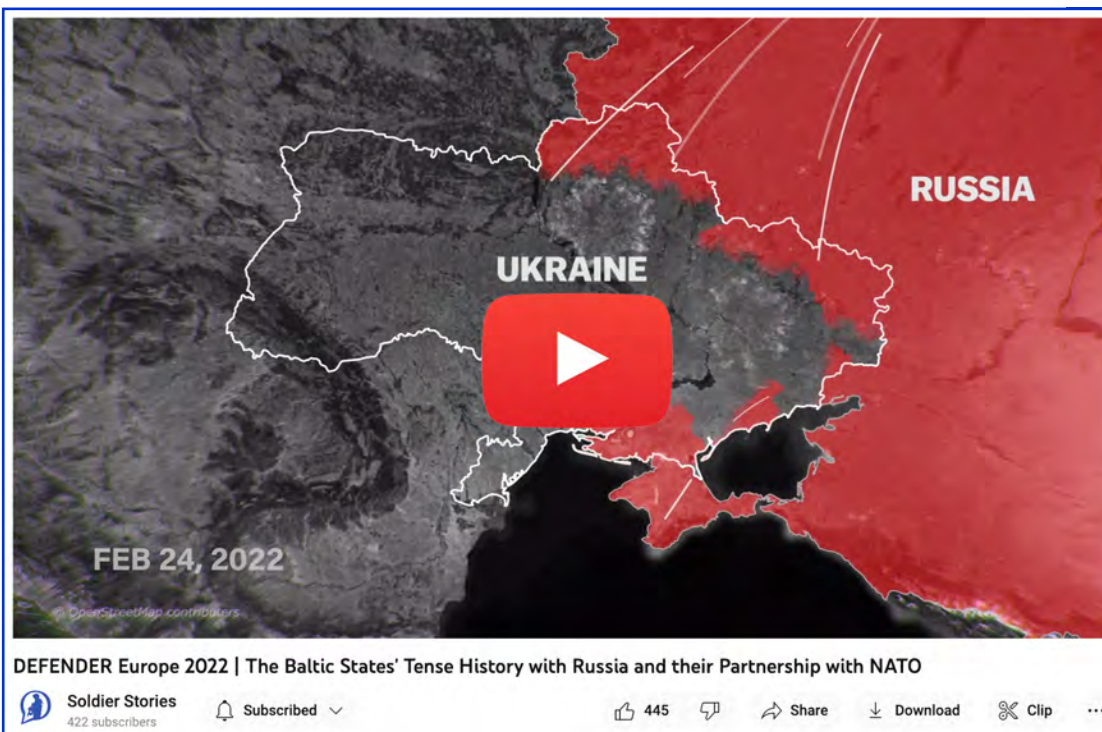 RUSSIA
UKRAINE
FEB 24, 2022
© OpenStreetMap contributers
DEFENDER Europe 2022 | The Baltic States' Tense History with Russia and their Partnership with NATO
Soldier Stories
422 subscribers
Subscribed
445
Share
Download
Clip